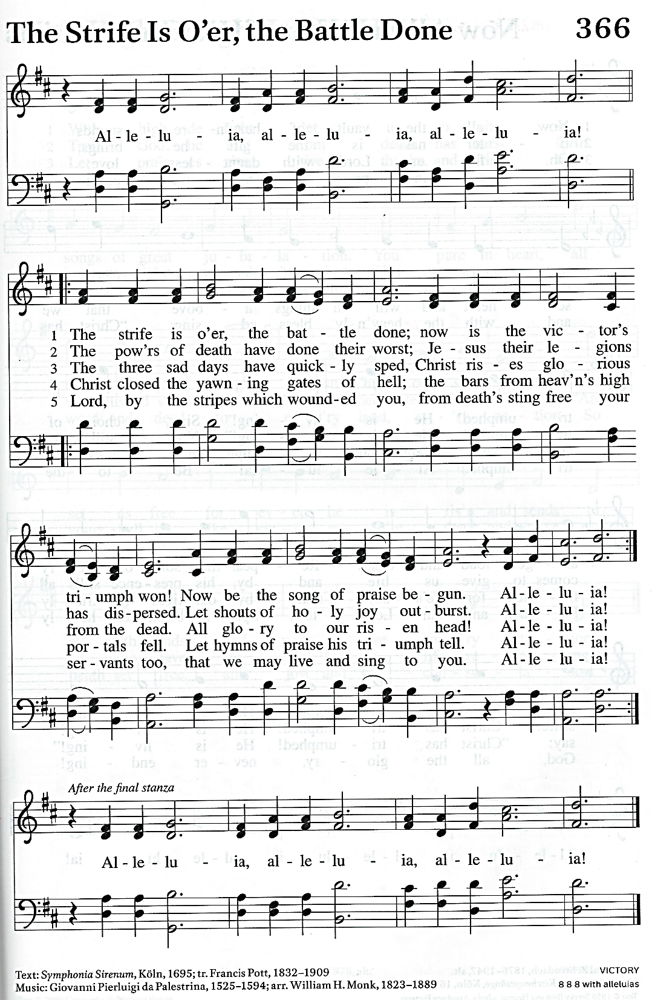 The Strife Is O'er, the Battle Done 366
Al - le - lu - ia, al - le - lu - ia, al - le - lu - ia!
1 The strife is o'er, the bat - tle done; now is the vic - tor's
2 The pow'rs of death have done their worst; Je - sus their le - gions
3 The three sad days have quick - ly sped, Christ ris - es glo - rious
4 Christ closed the yawn - ing gates of hell; the bars from heav'n's high
5 Lord, by the stripes which wound-ed you, from death's sting free your
tri - umph won! Now be the song of praise be - gun. Al - le - lu - ia!
has dis - persed. Let shouts of ho - ly joy out - burst. Al - le - lu - ia!
from the dead. All glo - ry to our ris - en head! Al - le - lu - ia!
por - tals fell. Let hymns of praise his tri - umph tell. Al - le - lu - ia!
ser - vants too, that we may live and sing to you. Al - le - lu - ia!
After the final stanza
Al - le - lu - ia, al - le - lu - ia, al - le - lu - ia!
Text: Symphonia Sirenum, Köln, 1695; tr. Francis Pott, 1832–1909 VICTORY
Music: Giovanni Pierluigi da Palestrina, 1525–1594; arr. William H. Monk, 1823–1889 8 8 8 with alleluias